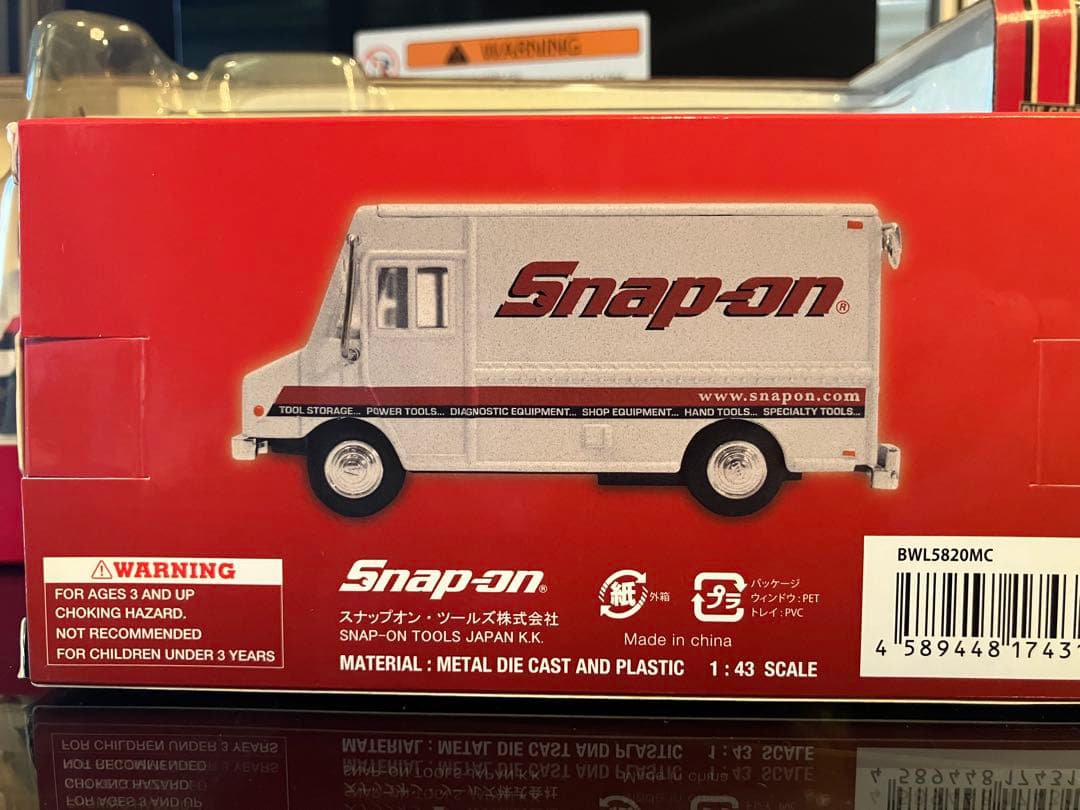 WARNING
DIE CAST
Snap-on®
www.snapon.com
TOOL STORAGE... POWER TOOLS... DIAGNOSTIC EQUIPMENT... SHOP EQUIPMENT... HAND TOOLS... SPECIALTY TOOLS...
⚠WARNING
FOR AGES 3 AND UP
CHOKING HAZARD.
NOT RECOMMENDED
FOR CHILDREN UNDER 3 YEARS
Snap-on®
スナップオン・ツールズ株式会社
SNAP-ON TOOLS JAPAN K.K.
紙 外箱
プラ
パッケージ
ウィンドウ:PET
トレイ:PVC
Made in china
MATERIAL : METAL DIE CAST AND PLASTIC 1 : 43 SCALE
BWL5820MC
4 589448 17431